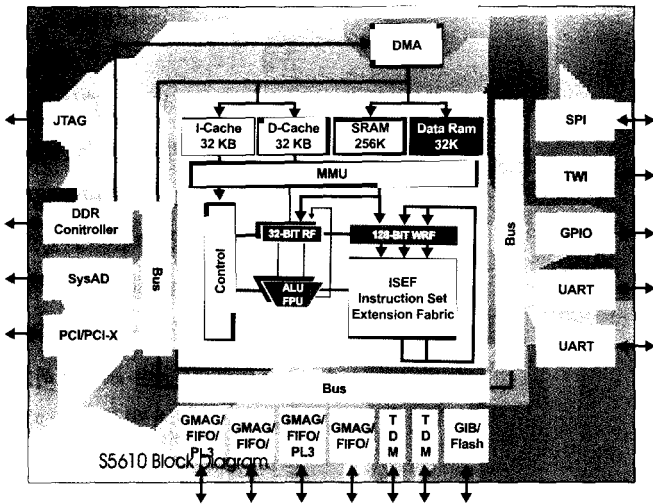 DMA
JTAG
I-Cache
32 KB
D-Cache
32 KB
SRAM
256K
Data Ram
32K
SPI
MMU
TWI
DDR
Conitroller
32-BIT RF
128-BIT WRF
GPIO
Control
Bus
Bus
SysAD
ALU
FPU
ISEF
Instruction Set
Extension Fabric
UART
PCI/PCI-X
UART
Bus
GMAG/
FIFO/
PL3
GMAG/
FIFO/
GMAG/
FIFO/
PL3
GMAG/
FIFO/
T
D
M
T
D
M
GIB/
Flash
S5610 Block Diagram